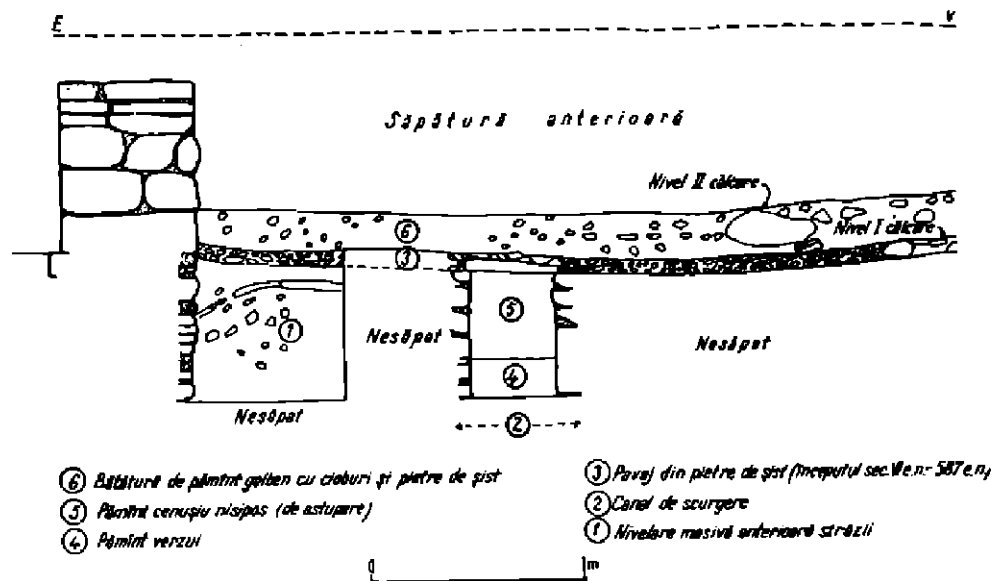 E V
Săpătură anterioară
Nivel II călcare
Nivel I călcare
6
3
5
1
Nesăpat
Nesăpat
4
Nesăpat
2
6 Bătătură de pămînt galben cu cioburi și pietre de șist
5 Pămînt cenușiu nisipos (de astupare)
4 Pămînt verzui
3 Pavaj din pietre de șist (începutul sec. VI e.n.- 587 e.n.)
2 Canal de scurgere
1 Nivelare masivă anterioară străzii
0 1 m